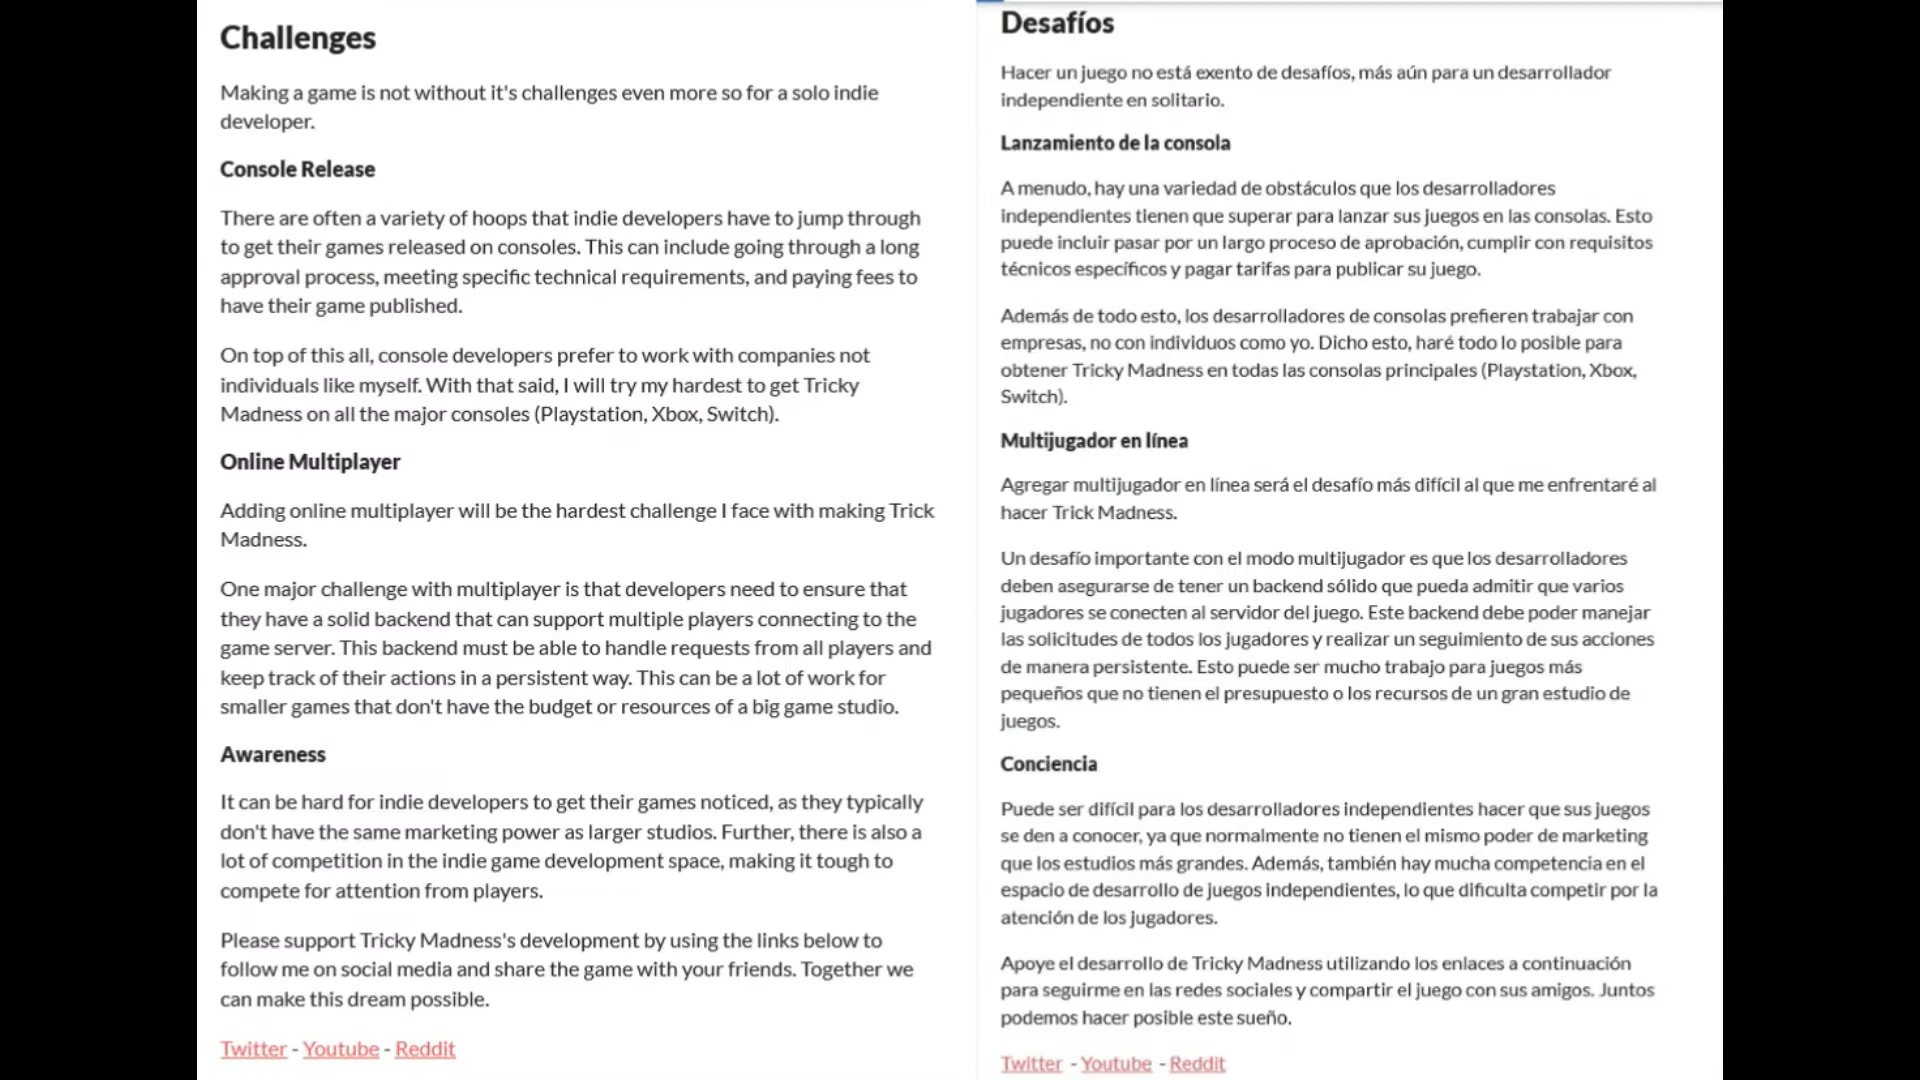 Challenges
Making a game is not without it's challenges even more so for a solo indie
developer.
Console Release
There are often a variety of hoops that indie developers have to jump through
to get their games released on consoles. This can include going through a long
approval process, meeting specific technical requirements, and paying fees to
have their game published.
On top of this all, console developers prefer to work with companies not
individuals like myself. With that said, I will try my hardest to get Tricky
Madness on all the major consoles (Playstation, Xbox, Switch).
Online Multiplayer
Adding online multiplayer will be the hardest challenge I face with making Trick
Madness.
One major challenge with multiplayer is that developers need to ensure that
they have a solid backend that can support multiple players connecting to the
game server. This backend must be able to handle requests from all players and
keep track of their actions in a persistent way. This can be a lot of work for
smaller games that don't have the budget or resources of a big game studio.
Awareness
It can be hard for indie developers to get their games noticed, as they typically
don't have the same marketing power as larger studios. Further, there is also a
lot of competition in the indie game development space, making it tough to
compete for attention from players.
Please support Tricky Madness's development by using the links below to
follow me on social media and share the game with your friends. Together we
can make this dream possible.
Twitter - Youtube - Reddit
Desafíos
Hacer un juego no está exento de desafíos, más aún para un desarrollador
independiente en solitario.
Lanzamiento de la consola
A menudo, hay una variedad de obstáculos que los desarrolladores
independientes tienen que superar para lanzar sus juegos en las consolas. Esto
puede incluir pasar por un largo proceso de aprobación, cumplir con requisitos
técnicos específicos y pagar tarifas para publicar su juego.
Además de todo esto, los desarrolladores de consolas prefieren trabajar con
empresas, no con individuos como yo. Dicho esto, haré todo lo posible para
obtener Tricky Madness en todas las consolas principales (Playstation, Xbox,
Switch).
Multijugador en línea
Agregar multijugador en línea será el desafío más difícil al que me enfrentaré al
hacer Trick Madness.
Un desafío importante con el modo multijugador es que los desarrolladores
deben asegurarse de tener un backend sólido que pueda admitir que varios
jugadores se conecten al servidor del juego. Este backend debe poder manejar
las solicitudes de todos los jugadores y realizar un seguimiento de sus acciones
de manera persistente. Esto puede ser mucho trabajo para juegos más
pequeños que no tienen el presupuesto o los recursos de un gran estudio de
juegos.
Conciencia
Puede ser difícil para los desarrolladores independientes hacer que sus juegos
se den a conocer, ya que normalmente no tienen el mismo poder de marketing
que los estudios más grandes. Además, también hay mucha competencia en el
espacio de desarrollo de juegos independientes, lo que dificulta competir por la
atención de los jugadores.
Apoye el desarrollo de Tricky Madness utilizando los enlaces a continuación
para seguirme en las redes sociales y compartir el juego con sus amigos. Juntos
podemos hacer posible este sueño.
Twitter - Youtube - Reddit